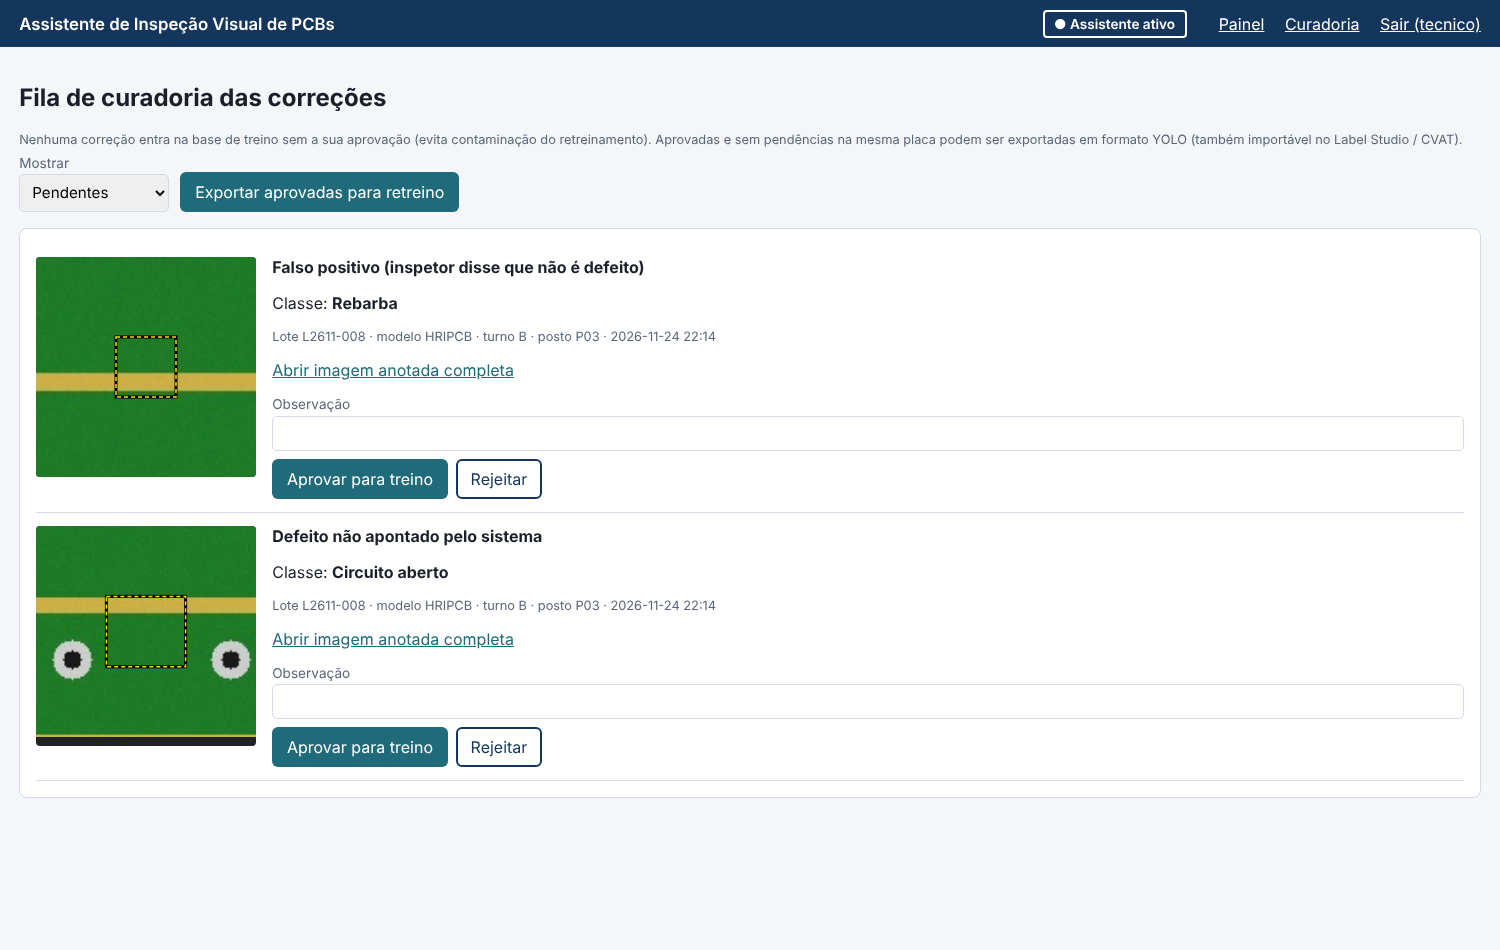 Assistente de Inspeção Visual de PCBs
Assistente ativo
Painel
Curadoria
Sair (tecnico)
Fila de curadoria das correções
Nenhuma correção entra na base de treino sem a sua aprovação (evita contaminação do retreinamento). Aprovadas e sem pendências na mesma placa podem ser exportadas em formato YOLO (também importável no Label Studio / CVAT).
Mostrar
Pendentes
Exportar aprovadas para retreino
Falso positivo (inspetor disse que não é defeito)
Classe: Rebarba
Lote L2611-008 · modelo HRIPCB · turno B · posto P03 · 2026-11-24 22:14
Abrir imagem anotada completa
Observação
Aprovar para treino
Rejeitar
Defeito não apontado pelo sistema
Classe: Circuito aberto
Lote L2611-008 · modelo HRIPCB · turno B · posto P03 · 2026-11-24 22:14
Abrir imagem anotada completa
Observação
Aprovar para treino
Rejeitar